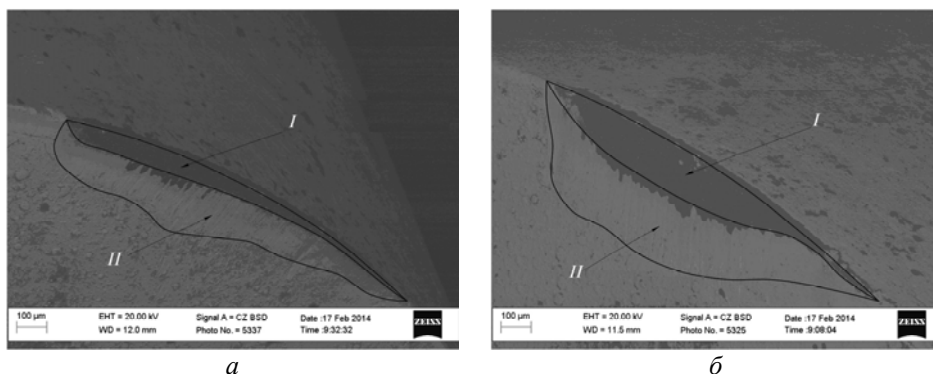 I
II
100 µm
EHT = 20.00 kV
WD = 12.0 mm
Signal A = CZ BSD
Photo No. = 5337
Date :17 Feb 2014
Time :9:32:32
ZEISS
а
I
II
100 µm
EHT = 20.00 kV
WD = 11.5 mm
Signal A = CZ BSD
Photo No. = 5325
Date :17 Feb 2014
Time :9:08:04
ZEISS
б